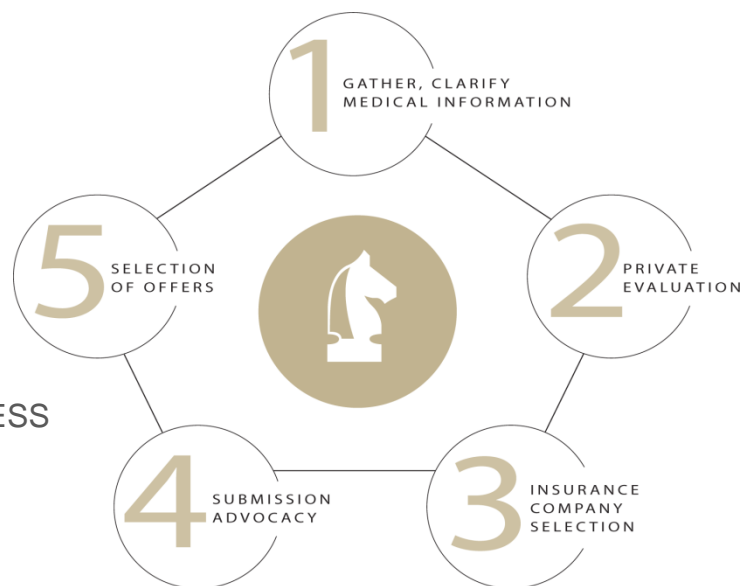 1
GATHER, CLARIFY
MEDICAL INFORMATION
2
PRIVATE
EVALUATION
3
INSURANCE
COMPANY
SELECTION
4
SUBMISSION
ADVOCACY
5
SELECTION
OF OFFERS
ESS